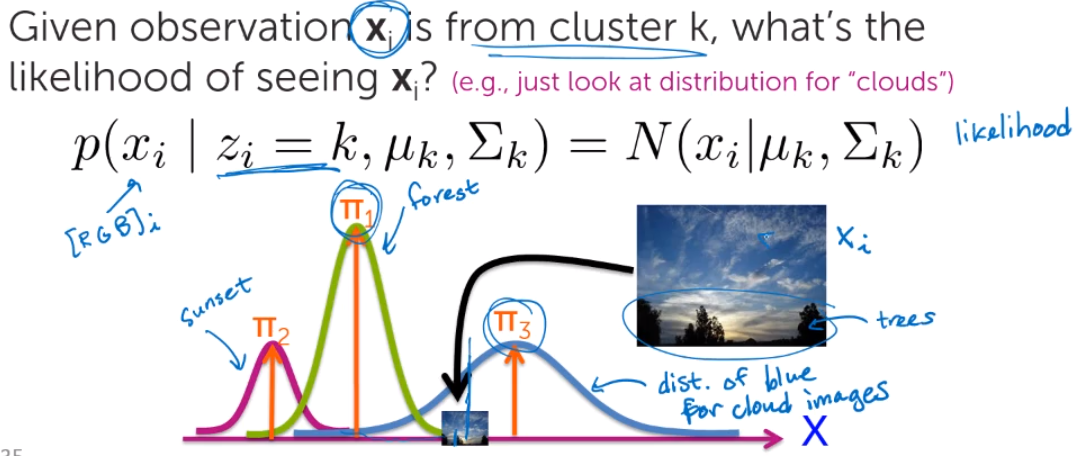 Given observation xᵢ is from cluster k, what's the
likelihood of seeing xᵢ? (e.g., just look at distribution for "clouds")
p(xᵢ | zᵢ = k, μₖ, Σₖ) = N(xᵢ|μₖ, Σₖ) likelihood
[RGB]ᵢ
π₁
forest
xᵢ
sunset
π₂
π₃
trees
dist. of blue
for cloud images
X